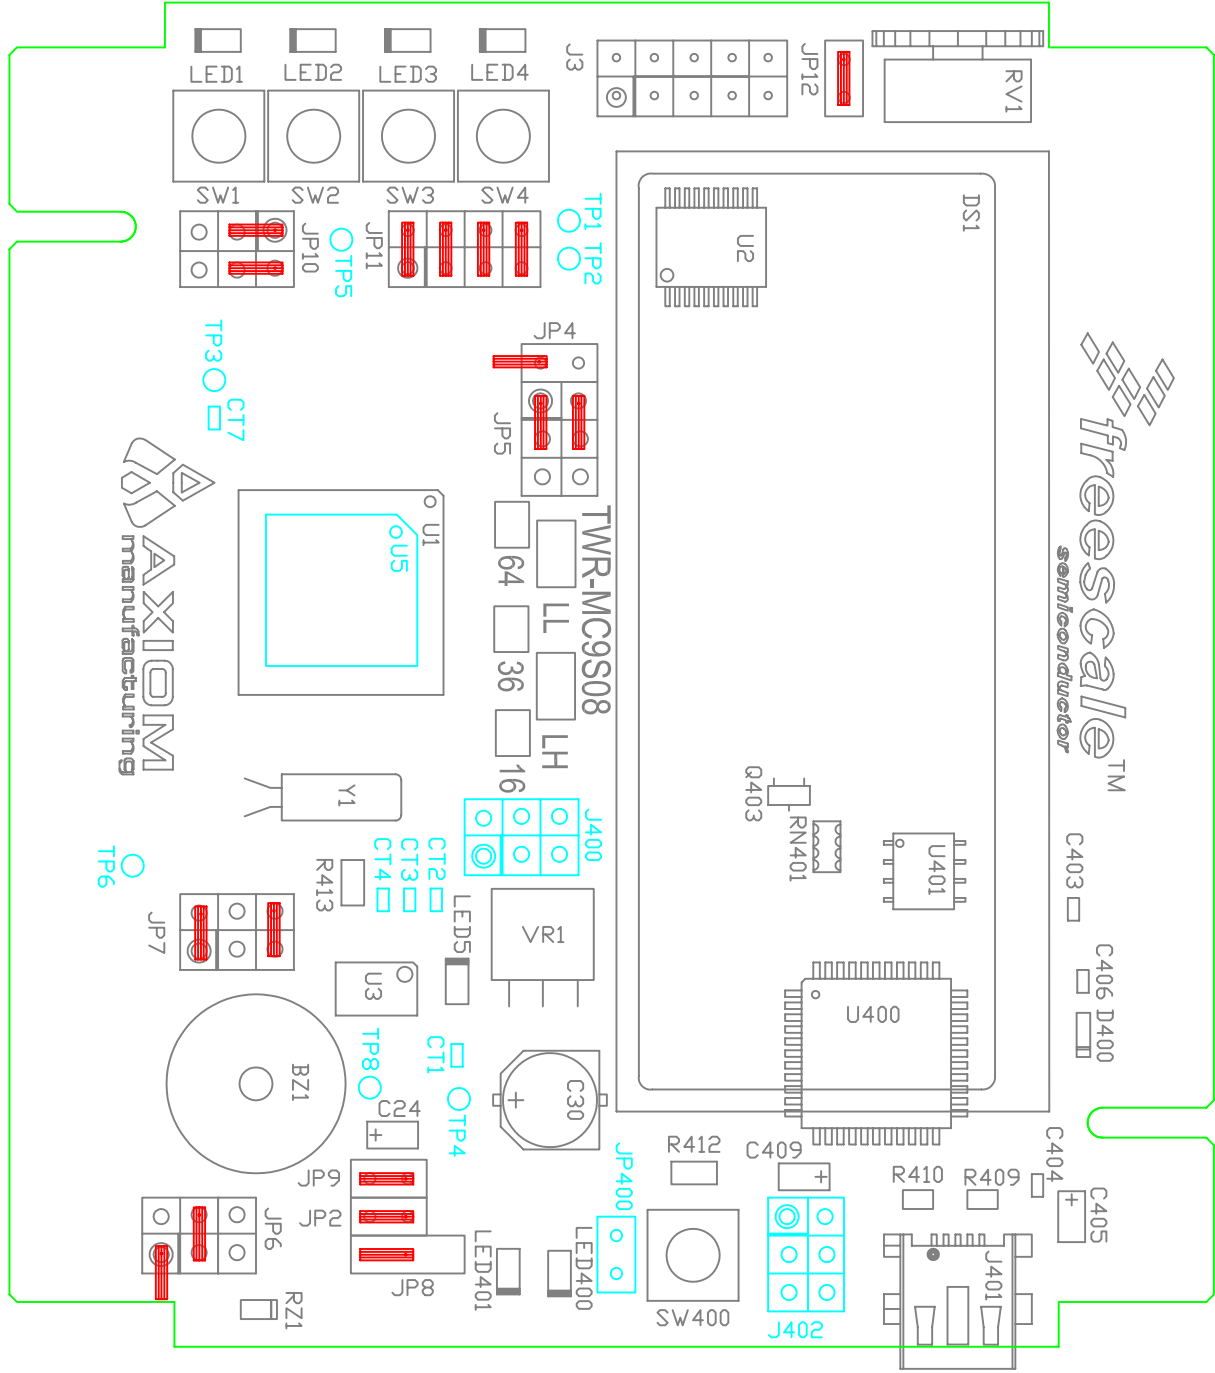 LED1
LED2
LED3
LED4
J3
JP12
RV1
SW1
SW2
SW3
SW4
JP10
TP5
JP11
TP1
TP2
U2
DS1
TP3
CT7
JP4
JP5
U1
U5
64
36
16
LL
LH
TWR-MC9S08
AXIOM
manufacturing
freescale
semiconductor
TM
Y1
J400
Q403
RN401
U401
C403
TP6
R413
CT4
CT3
CT2
LED5
VR1
JP7
U3
U400
C406
D400
BZ1
TP8
CT1
C24
TP4
C30
JP400
R412
C409
R410
R409
C404
C405
JP9
JP2
JP6
JP8
LED401
LED400
SW400
J402
J401
RZ1